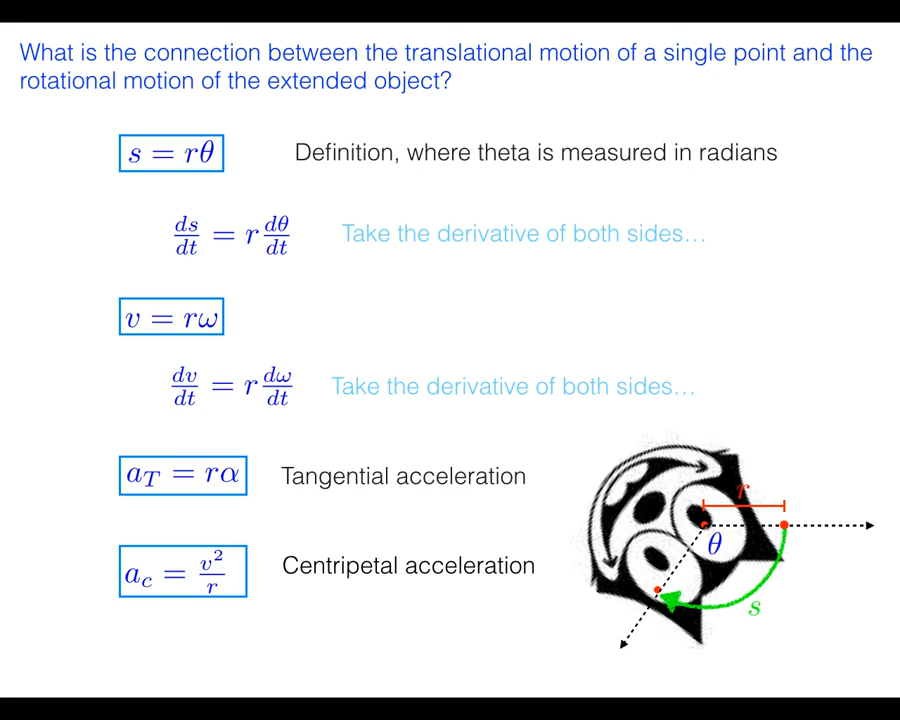 What is the connection between the translational motion of a single point and the
rotational motion of the extended object?
s = rθ Definition, where theta is measured in radians
ds/dt = r dθ/dt Take the derivative of both sides…
v = rω
dv/dt = r dω/dt Take the derivative of both sides…
a_T = rα Tangential acceleration
a_c = v²/r Centripetal acceleration
r
θ
s